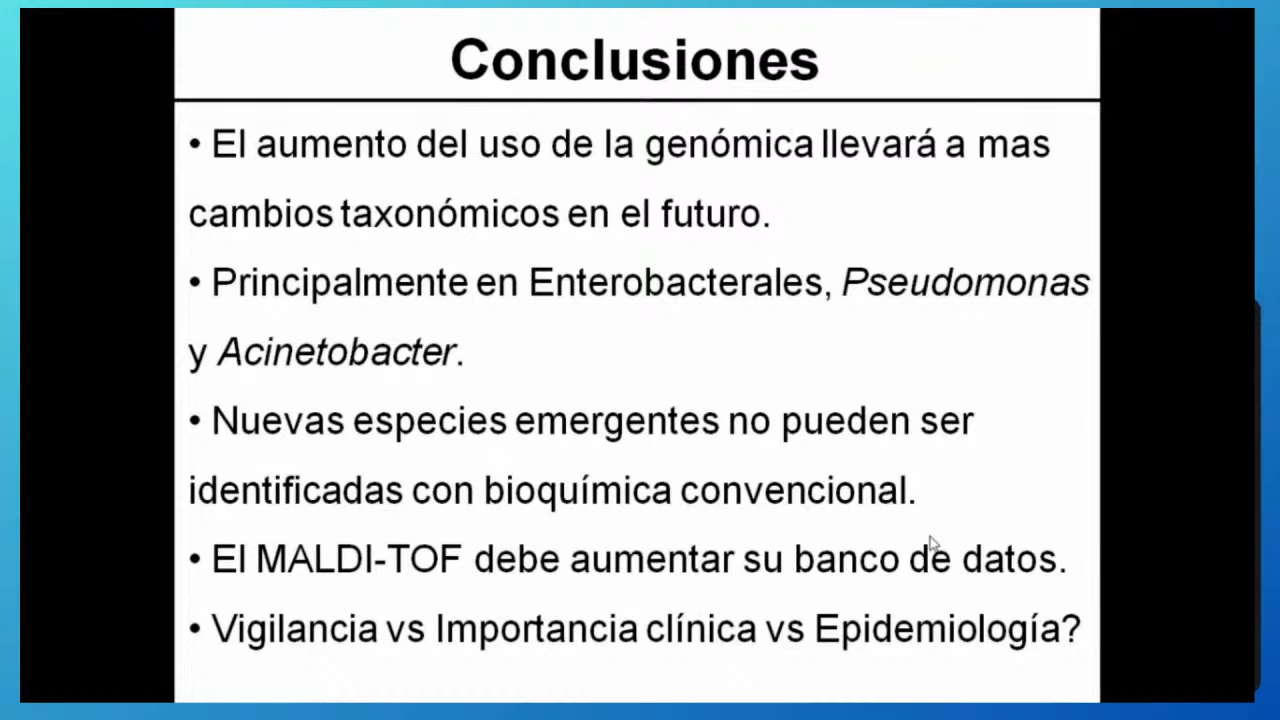 Conclusiones
• El aumento del uso de la genómica llevará a mas
cambios taxonómicos en el futuro.
• Principalmente en Enterobacterales, Pseudomonas
y Acinetobacter.
• Nuevas especies emergentes no pueden ser
identificadas con bioquímica convencional.
• El MALDI-TOF debe aumentar su banco de datos.
• Vigilancia vs Importancia clínica vs Epidemiología?